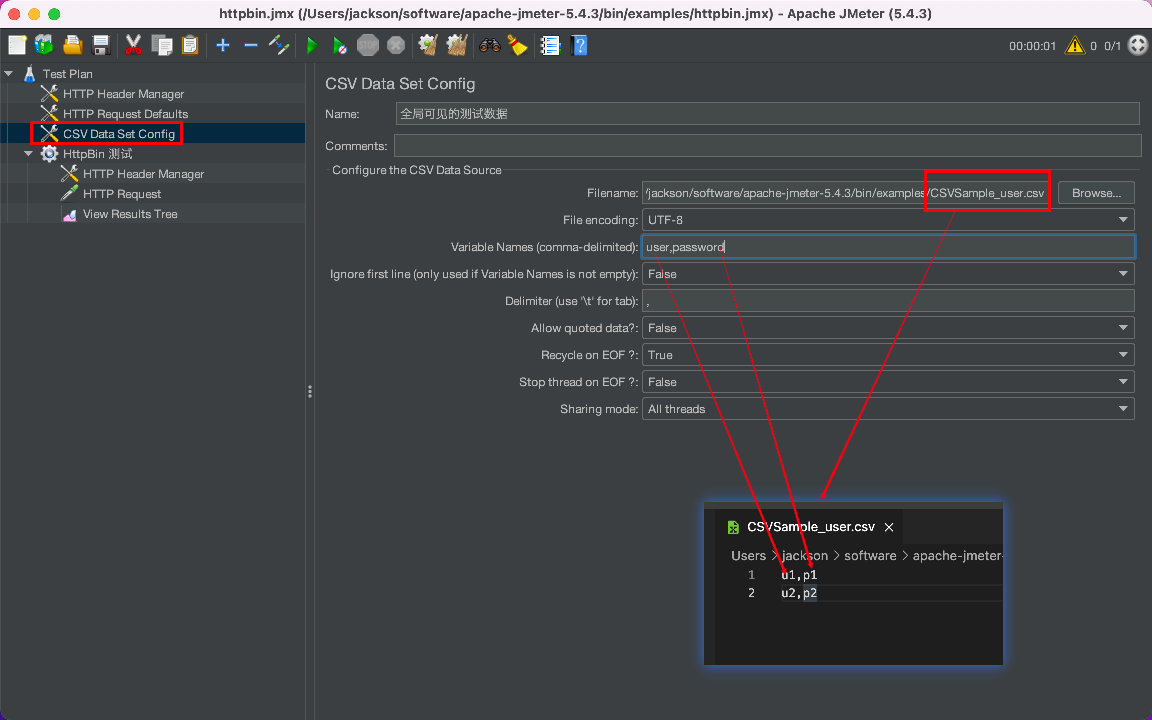 httpbin.jmx (/Users/jackson/software/apache-jmeter-5.4.3/bin/examples/httpbin.jmx) - Apache JMeter (5.4.3)
STOP
00:00:01 0 0/1
Test Plan
HTTP Header Manager
HTTP Request Defaults
CSV Data Set Config
HttpBin 测试
HTTP Header Manager
HTTP Request
View Results Tree
CSV Data Set Config
Name: 全局可见的测试数据
Comments:
Configure the CSV Data Source
Filename: /jackson/software/apache-jmeter-5.4.3/bin/examples/CSVSample_user.csv Browse...
File encoding: UTF-8
Variable Names (comma-delimited): user,password
Ignore first line (only used if Variable Names is not empty): False
Delimiter (use '\t' for tab): ,
Allow quoted data?: False
Recycle on EOF ?: True
Stop thread on EOF ?: False
Sharing mode: All threads
CSVSample_user.csv ×
Users > jackson > software > apache-jmeter-
1 u1,p1
2 u2,p2